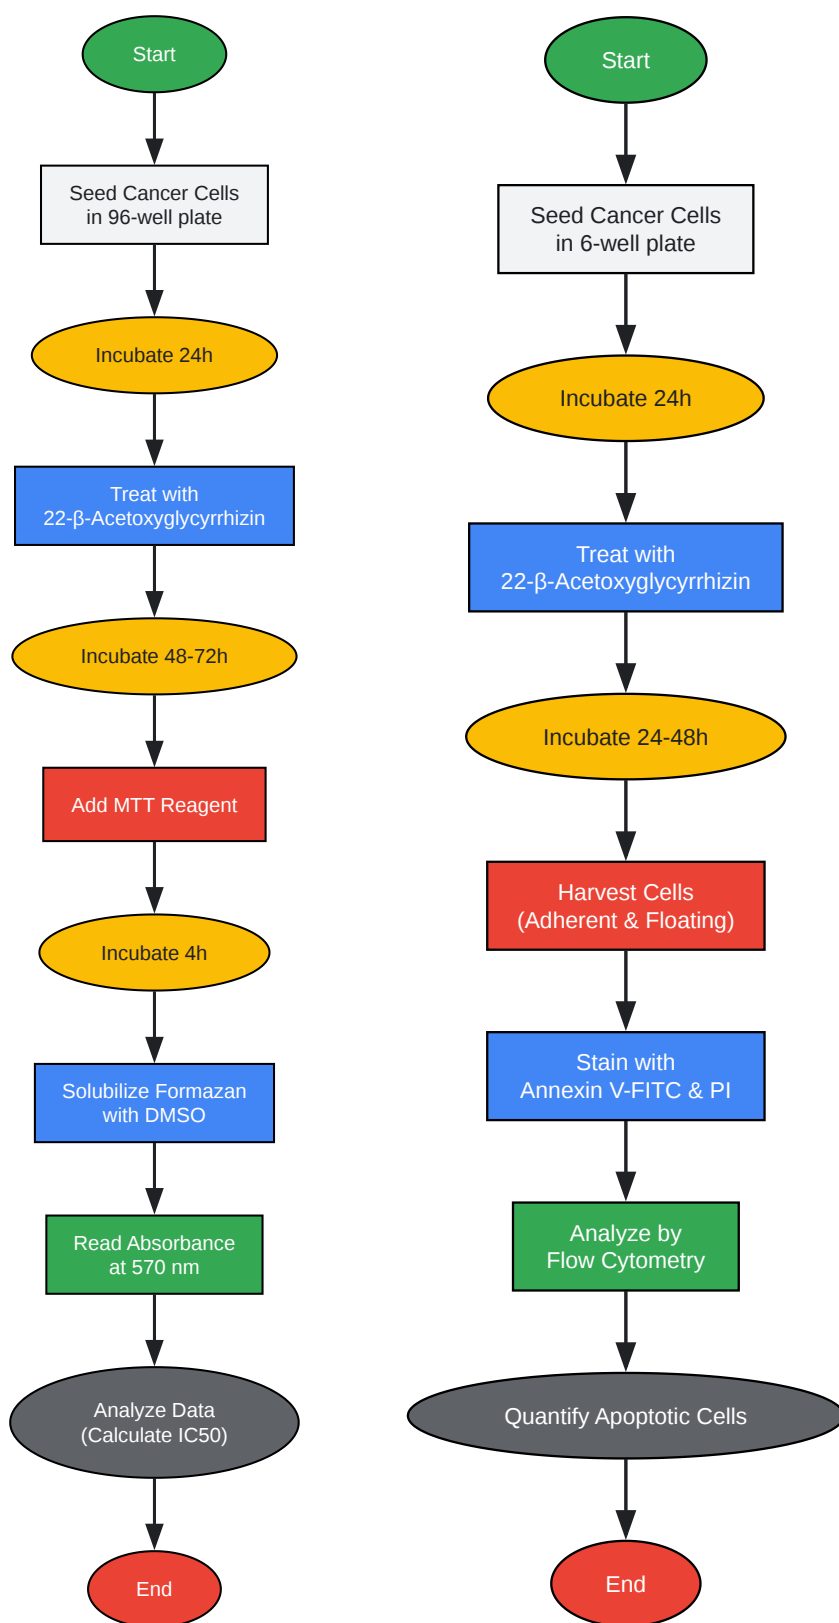 Start
Seed Cancer Cells
in 96-well plate
Incubate 24h
Treat with
22-β-Acetoxyglycyrrhizin
Incubate 48-72h
Add MTT Reagent
Incubate 4h
Solubilize Formazan
with DMSO
Read Absorbance
at 570 nm
Analyze Data
(Calculate IC50)
End
Start
Seed Cancer Cells
in 6-well plate
Incubate 24h
Treat with
22-β-Acetoxyglycyrrhizin
Incubate 24-48h
Harvest Cells
(Adherent & Floating)
Stain with
Annexin V-FITC & PI
Analyze by
Flow Cytometry
Quantify Apoptotic Cells
End